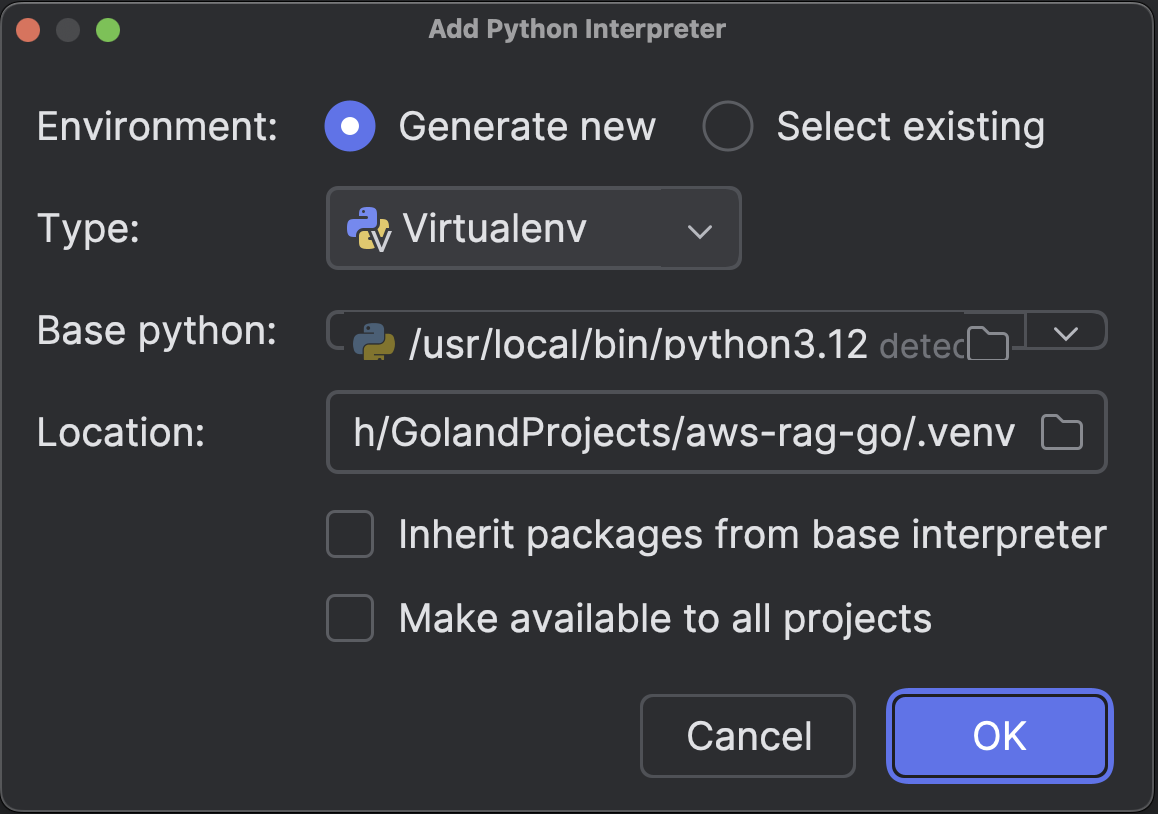 Add Python Interpreter
Environment: Generate new Select existing
Type: Virtualenv
Base python: /usr/local/bin/python3.12 detec
Location: h/GolandProjects/aws-rag-go/.venv
Inherit packages from base interpreter
Make available to all projects
Cancel OK